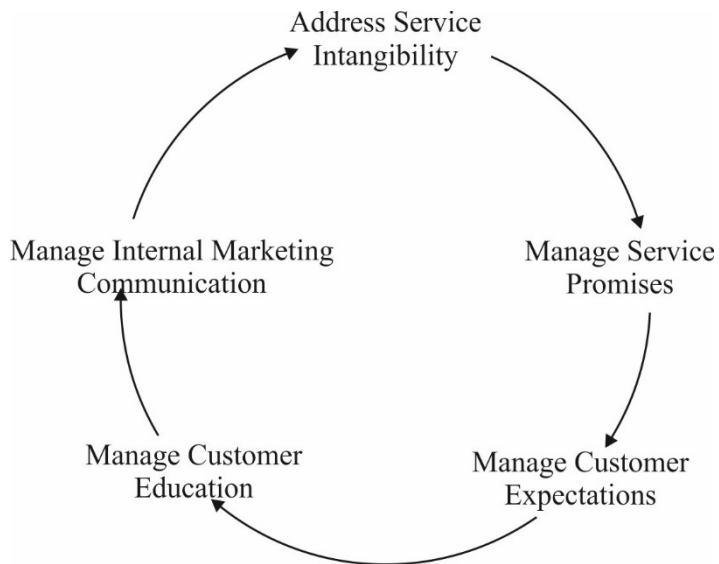 Address Service
Intangibility
Manage Service
Promises
Manage Customer
Expectations
Manage Customer
Education
Manage Internal Marketing
Communication